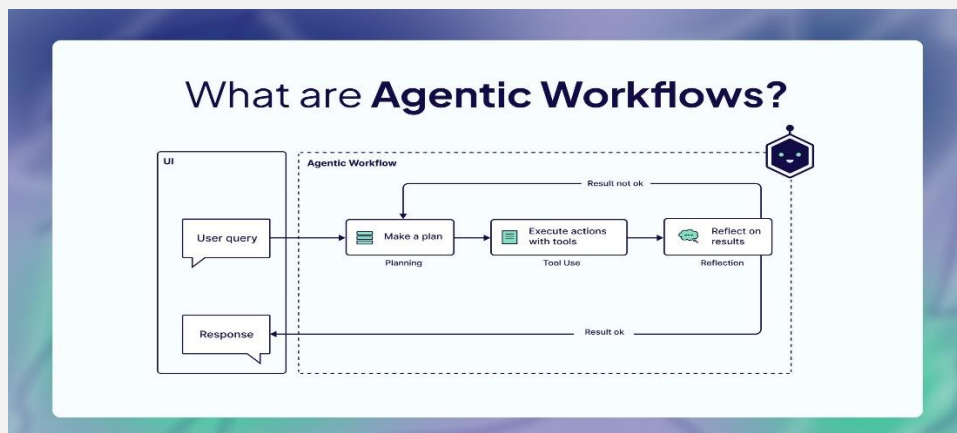 What are Agentic Workflows?
UI
Agentic Workflow
Result not ok
User query
Make a plan
Execute actions
with tools
Reflect on
results
Planning
Tool Use
Reflection
Response
Result ok